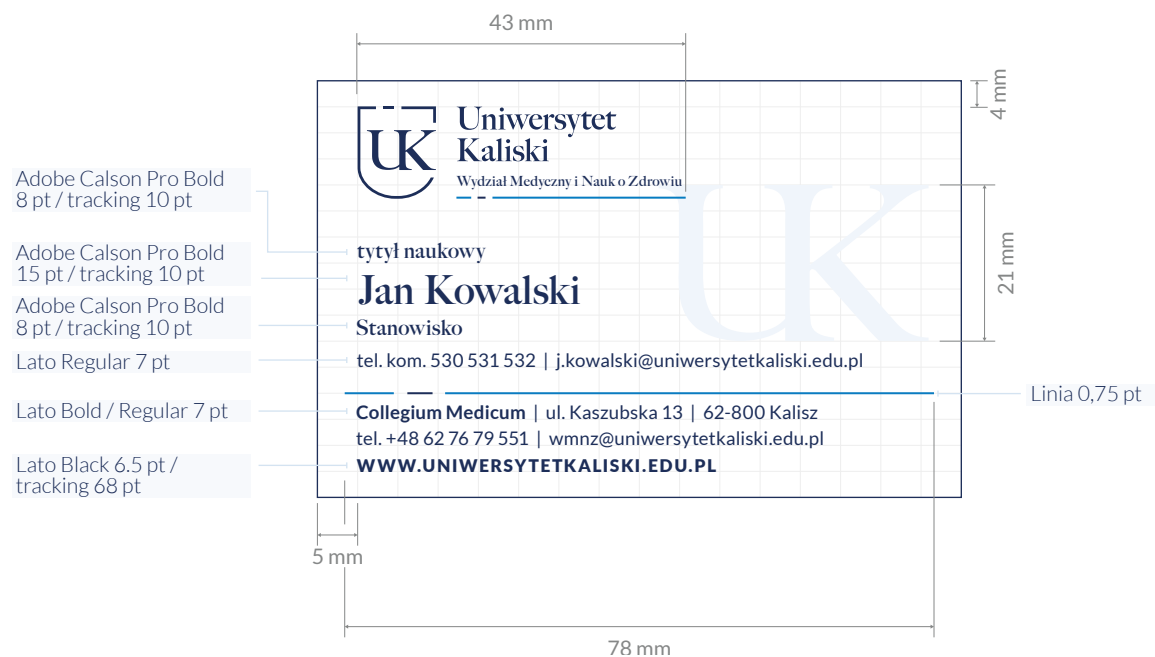 43 mm
4 mm
UK
Uniwersytet
Kaliski
Wydział Medyczny i Nauk o Zdrowiu
UK
21 mm
Adobe Calson Pro Bold
8 pt / tracking 10 pt
tytył naukowy
Adobe Calson Pro Bold
15 pt / tracking 10 pt
Jan Kowalski
Adobe Calson Pro Bold
8 pt / tracking 10 pt
Stanowisko
Lato Regular 7 pt
tel. kom. 530 531 532 | j.kowalski@uniwersytetkaliski.edu.pl
Linia 0,75 pt
Lato Bold / Regular 7 pt
Collegium Medicum | ul. Kaszubska 13 | 62-800 Kalisz
tel. +48 62 76 79 551 | wmnz@uniwersytetkaliski.edu.pl
Lato Black 6.5 pt /
tracking 68 pt
WWW.UNIWERSYTETKALISKI.EDU.PL
5 mm
78 mm